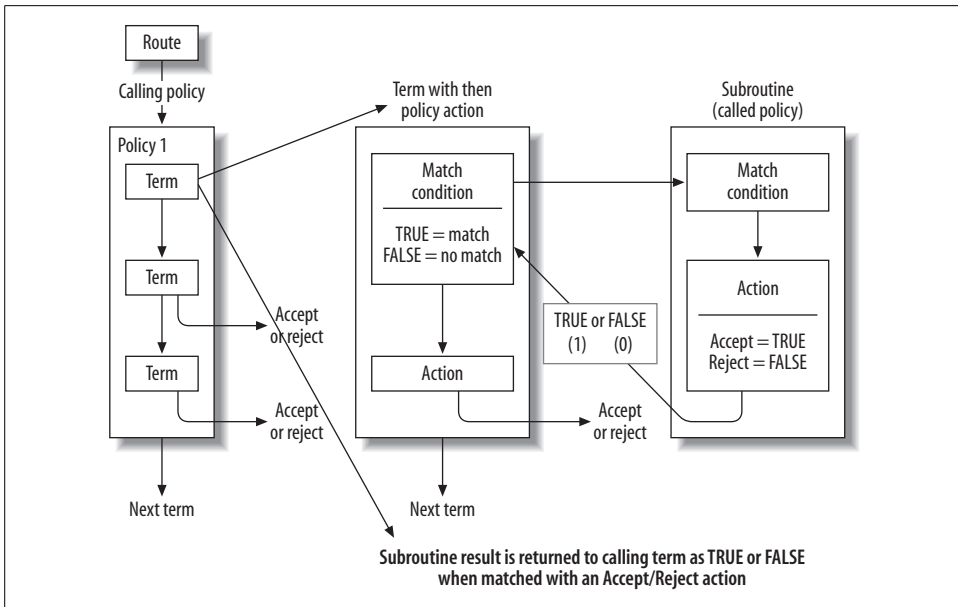 Route
Calling policy
Policy 1
Term
Term
Accept
or reject
Term
Accept
or reject
Next term
Term with then
policy action
Match
condition
TRUE = match
FALSE = no match
Action
Accept
or reject
Next term
TRUE or FALSE
(1) (0)
Subroutine
(called policy)
Match
condition
Action
Accept = TRUE
Reject = FALSE
Subroutine result is returned to calling term as TRUE or FALSE
when matched with an Accept/Reject action